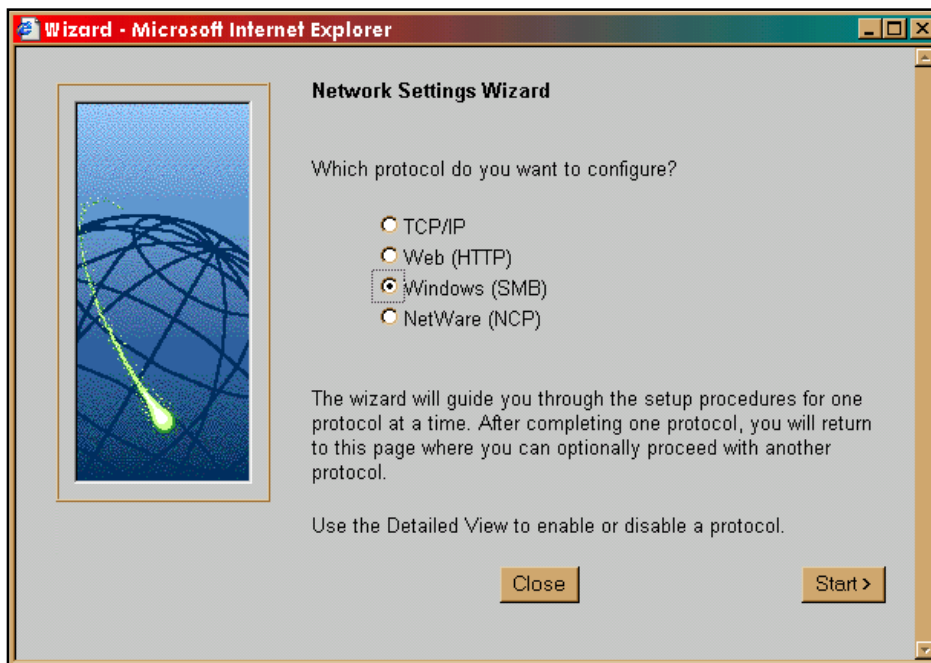 Wizard - Microsoft Internet Explorer
Network Settings Wizard
Which protocol do you want to configure?
TCP/IP
Web (HTTP)
Windows (SMB)
NetWare (NCP)
The wizard will guide you through the setup procedures for one
protocol at a time. After completing one protocol, you will return
to this page where you can optionally proceed with another
protocol.
Use the Detailed View to enable or disable a protocol.
Close
Start >